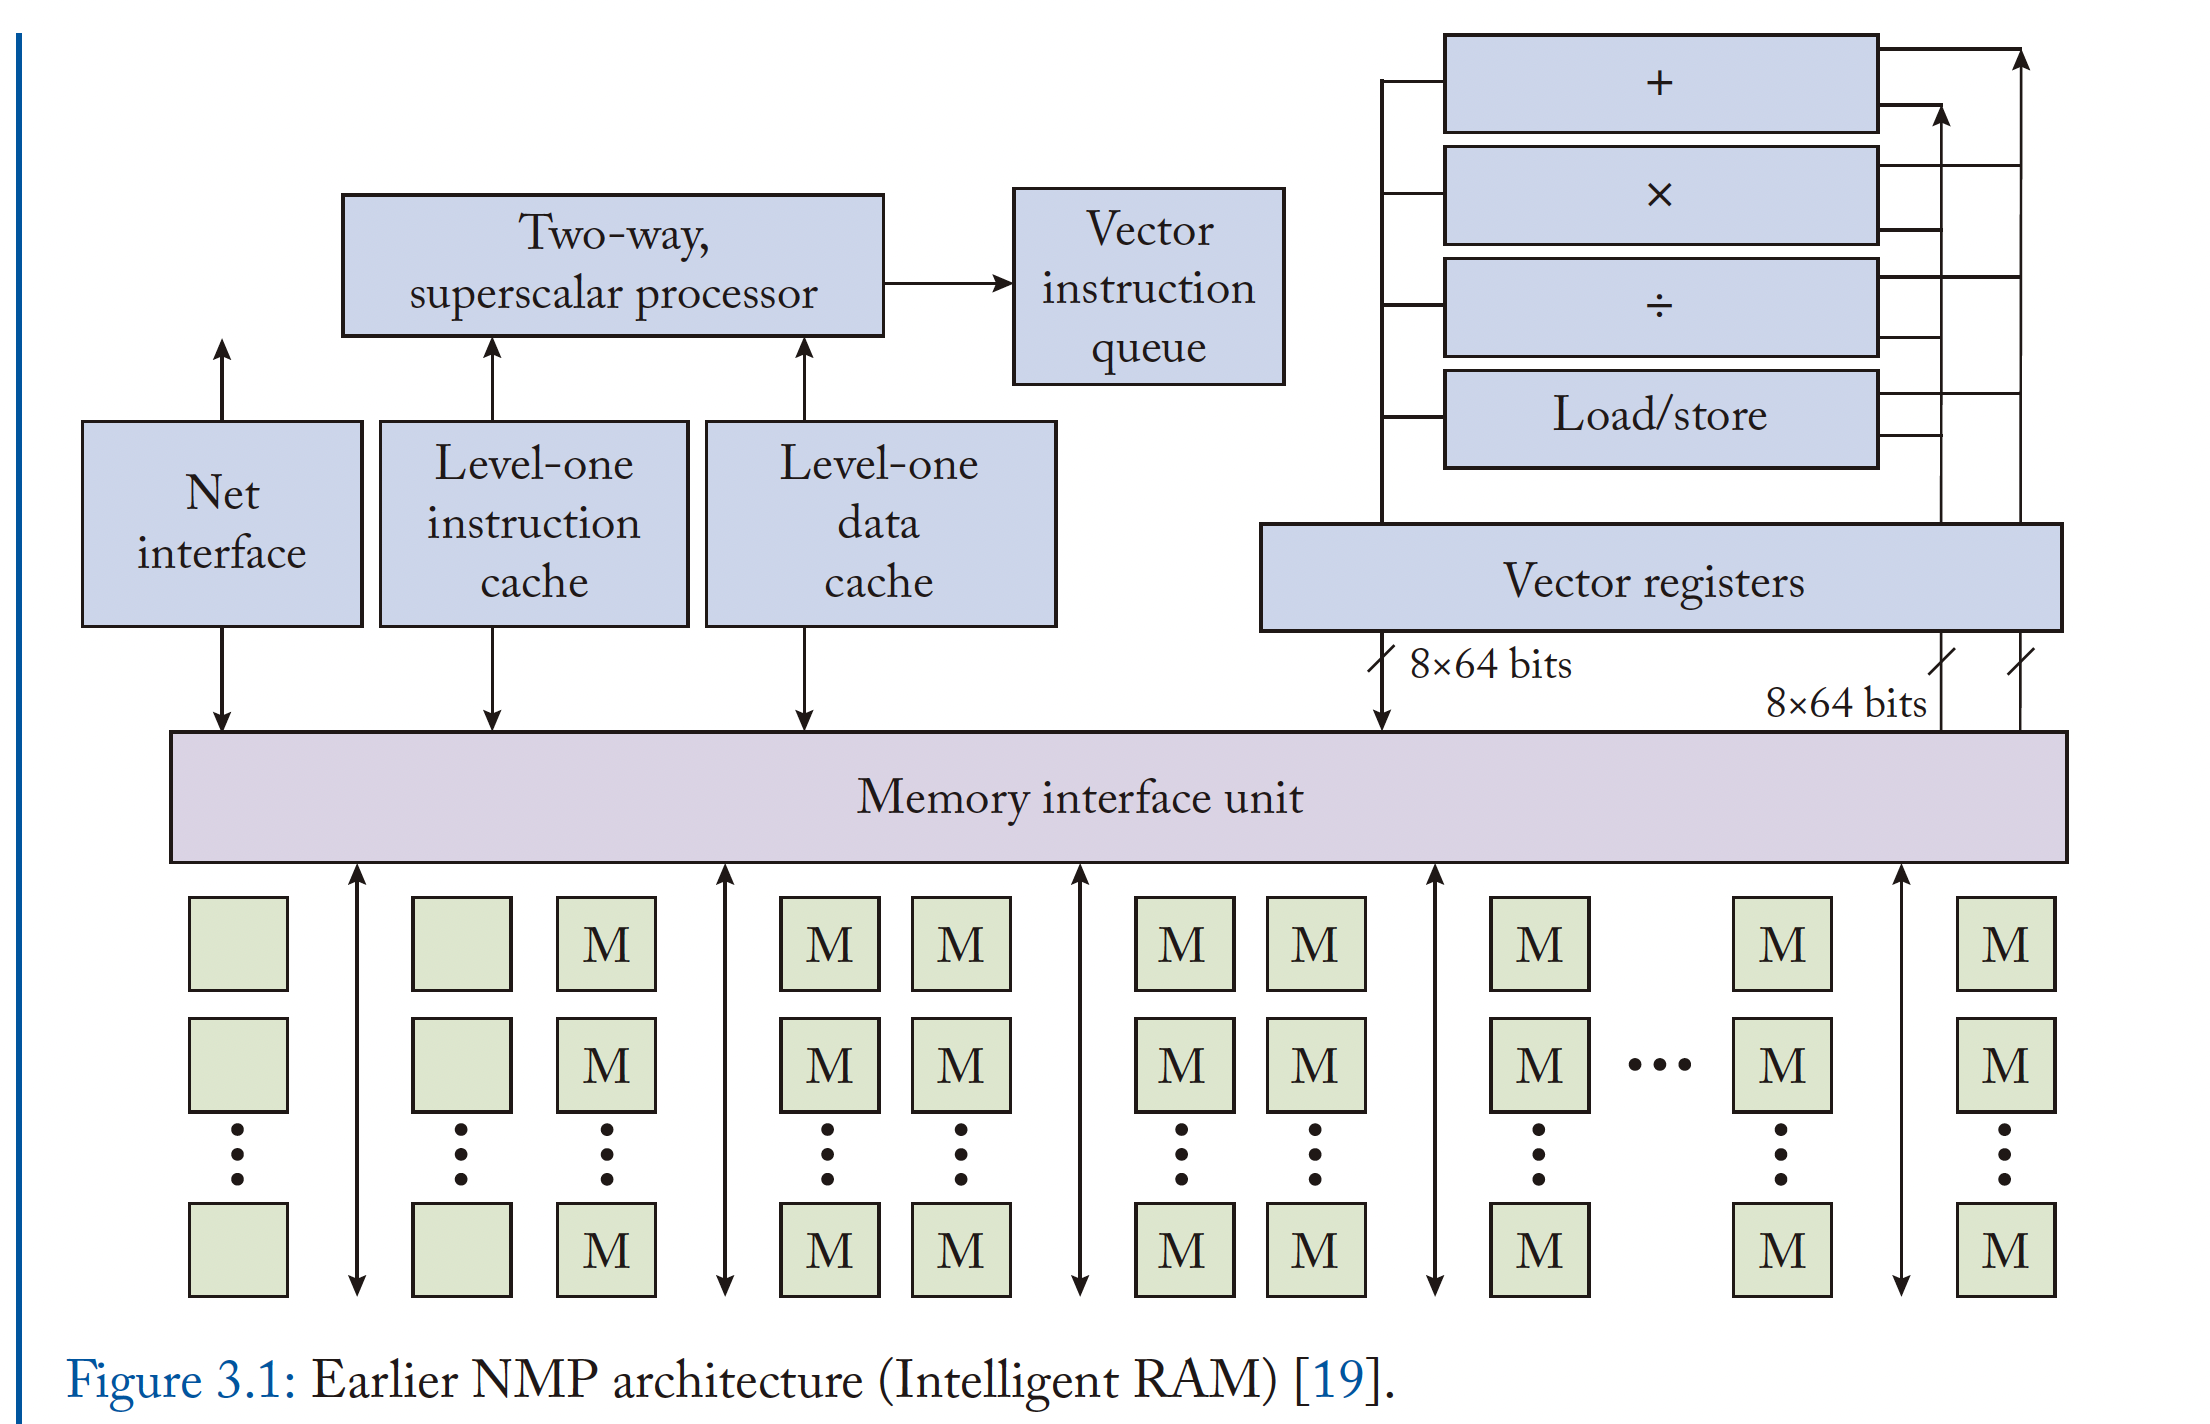 +
×
÷
Load/store
Two-way,
superscalar processor
Vector
instruction
queue
Net
interface
Level-one
instruction
cache
Level-one
data
cache
Vector registers
8×64 bits
8×64 bits
Memory interface unit
M M M M M M M M
M M M M M M ••• M M
M M M M M M M M
Figure 3.1: Earlier NMP architecture (Intelligent RAM) [19].